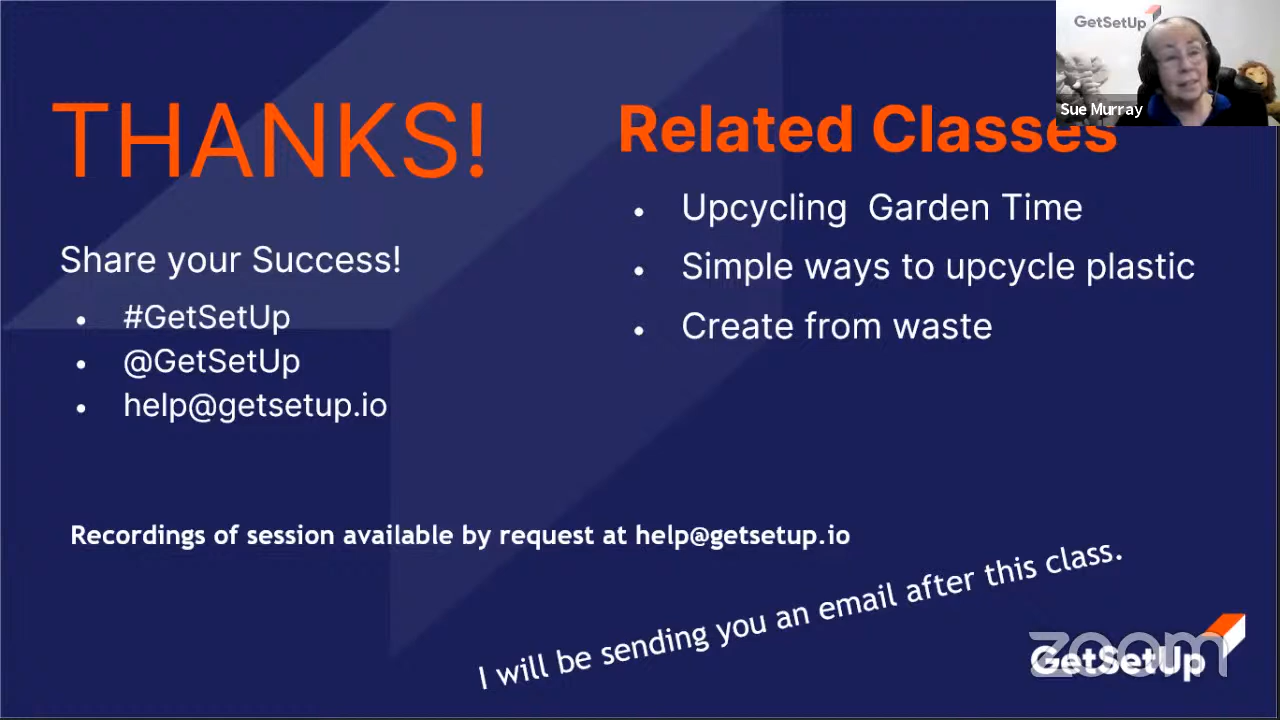 GetSetUp
Sue Murray
THANKS!
Share your Success!
• #GetSetUp
• @GetSetUp
• help@getsetup.io
Related Classes
• Upcycling  Garden Time
• Simple ways to upcycle plastic
• Create from waste
Recordings of session available by request at help@getsetup.io
I will be sending you an email after this class.
zoom
GetSetUp